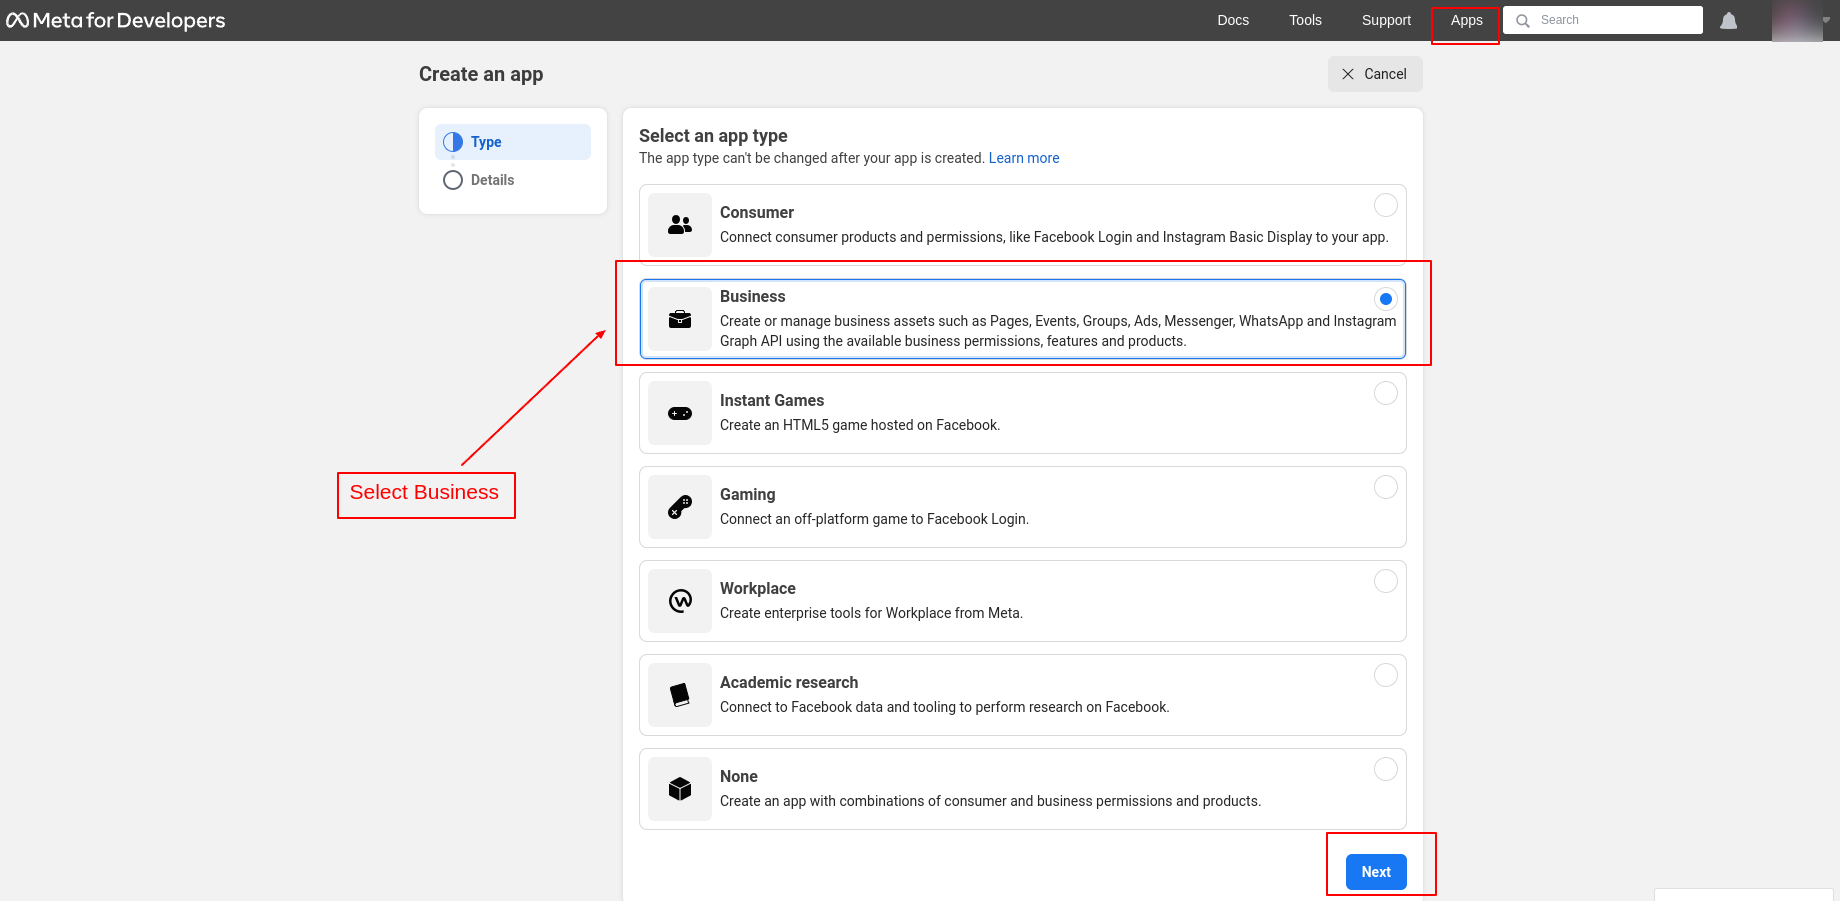 Meta for Developers
Docs
Tools
Support
Apps
Search
Create an app
Cancel
Type
Details
Select an app type
The app type can't be changed after your app is created. Learn more
Consumer
Connect consumer products and permissions, like Facebook Login and Instagram Basic Display to your app.
Business
Create or manage business assets such as Pages, Events, Groups, Ads, Messenger, WhatsApp and Instagram
Graph API using the available business permissions, features and products.
Instant Games
Create an HTML5 game hosted on Facebook.
Select Business
Gaming
Connect an off-platform game to Facebook Login.
Workplace
Create enterprise tools for Workplace from Meta.
Academic research
Connect to Facebook data and tooling to perform research on Facebook.
None
Create an app with combinations of consumer and business permissions and products.
Next